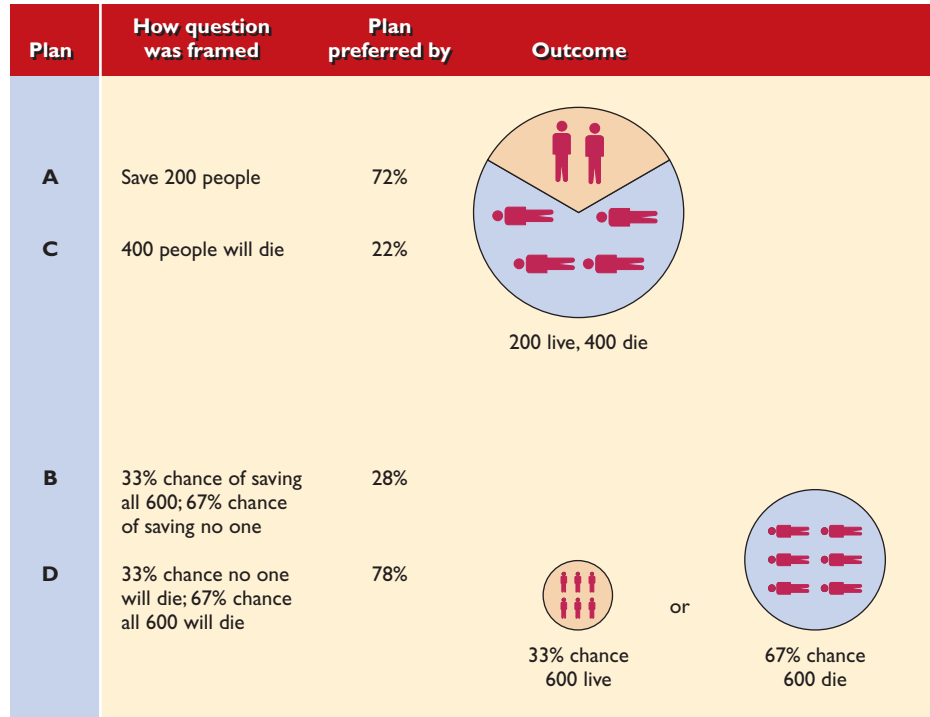 Plan
How question
was framed
Plan
preferred by
Outcome
A
Save 200 people
72%
C
400 people will die
22%
200 live, 400 die
B
33% chance of saving
all 600; 67% chance
of saving no one
28%
D
33% chance no one
will die; 67% chance
all 600 will die
78%
or
33% chance
600 live
67% chance
600 die